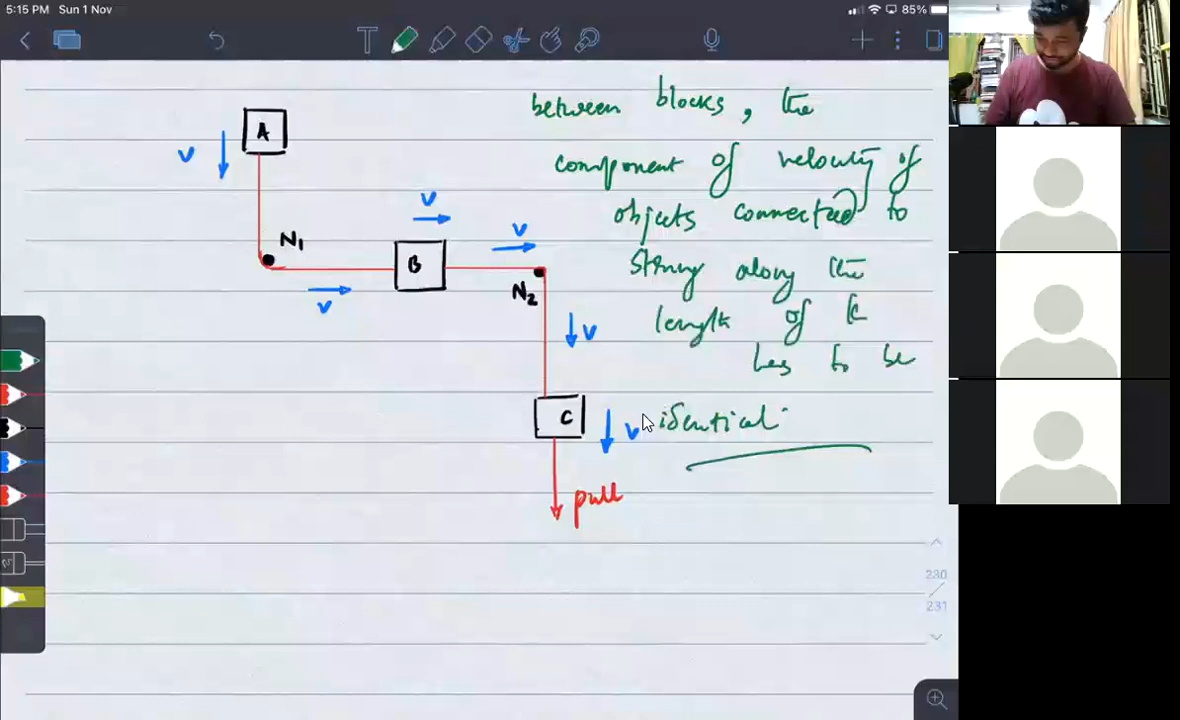 5:15 PM Sun 1 Nov
85%
T
between blocks, the
component of velocity of
objects connected to
string along the
length of it
has to be
identical
A
v
N1
B
v
v
v
N2
v
C
v
pull
230
231